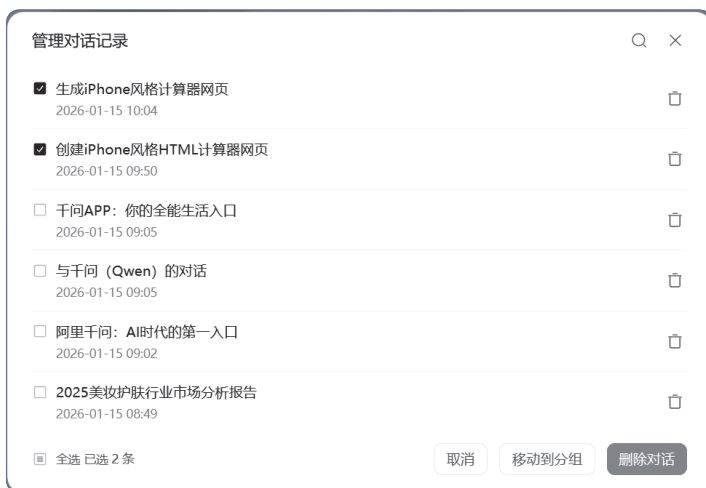 管理对话记录
生成iPhone风格计算器网页
2026-01-15 10:04
创建iPhone风格HTML计算器网页
2026-01-15 09:50
千问APP：你的全能生活入口
2026-01-15 09:05
与千问（Qwen）的对话
2026-01-15 09:05
阿里千问：AI时代的第一入口
2026-01-15 09:02
2025美妆护肤行业市场分析报告
2026-01-15 08:49
全选 已选 2 条 取消 移动到分组 删除对话